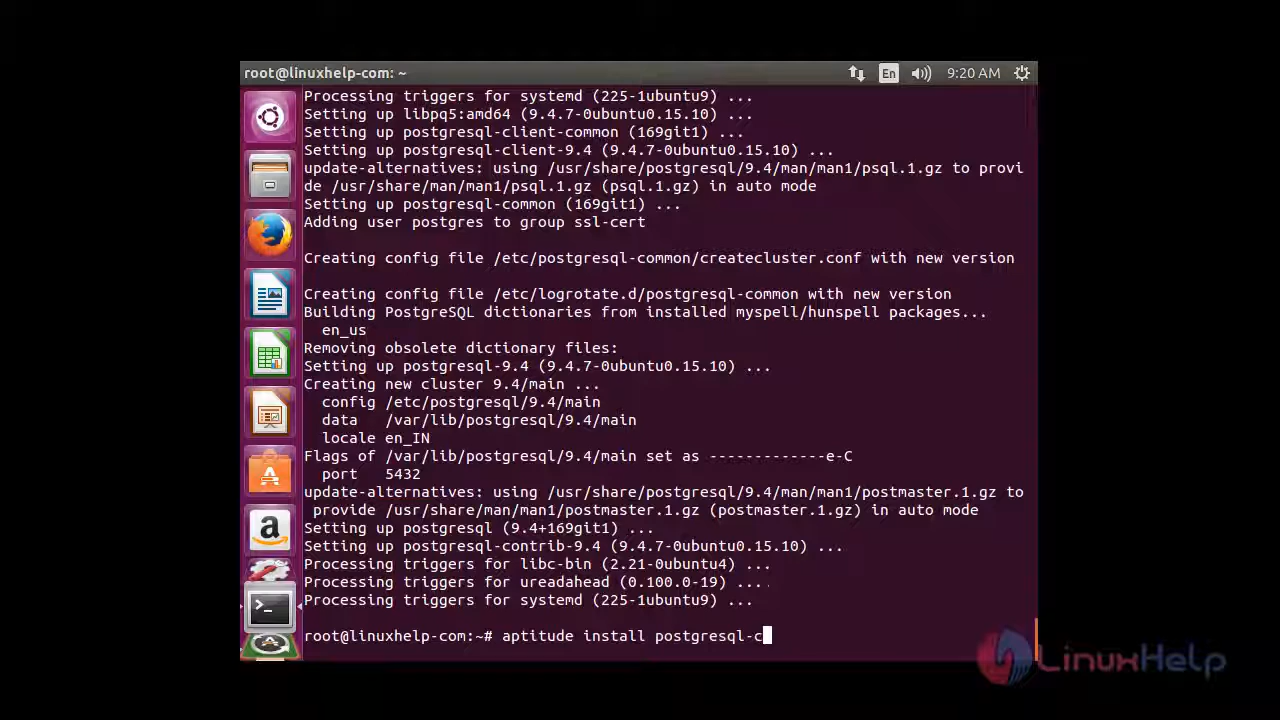 root@linuxhelp-com: ~
En
9:20 AM
Processing triggers for systemd (225-1ubuntu9) ...
Setting up libpq5:amd64 (9.4.7-0ubuntu0.15.10) ...
Setting up postgresql-client-common (169git1) ...
Setting up postgresql-client-9.4 (9.4.7-0ubuntu0.15.10) ...
update-alternatives: using /usr/share/postgresql/9.4/man/man1/psql.1.gz to provi
de /usr/share/man/man1/psql.1.gz (psql.1.gz) in auto mode
Setting up postgresql-common (169git1) ...
Adding user postgres to group ssl-cert
Creating config file /etc/postgresql-common/createcluster.conf with new version
Creating config file /etc/logrotate.d/postgresql-common with new version
Building PostgreSQL dictionaries from installed myspell/hunspell packages...
en_us
Removing obsolete dictionary files:
Setting up postgresql-9.4 (9.4.7-0ubuntu0.15.10) ...
Creating new cluster 9.4/main ...
config /etc/postgresql/9.4/main
data /var/lib/postgresql/9.4/main
locale en_IN
Flags of /var/lib/postgresql/9.4/main set as -------------e-C
port 5432
update-alternatives: using /usr/share/postgresql/9.4/man/man1/postmaster.1.gz to
provide /usr/share/man/man1/postmaster.1.gz (postmaster.1.gz) in auto mode
Setting up postgresql (9.4+169git1) ...
Setting up postgresql-contrib-9.4 (9.4.7-0ubuntu0.15.10) ...
Processing triggers for libc-bin (2.21-0ubuntu4) ...
Processing triggers for ureadahead (0.100.0-19) ...
Processing triggers for systemd (225-1ubuntu9) ...
root@linuxhelp-com:~# aptitude install postgresql-c
LinuxHelp